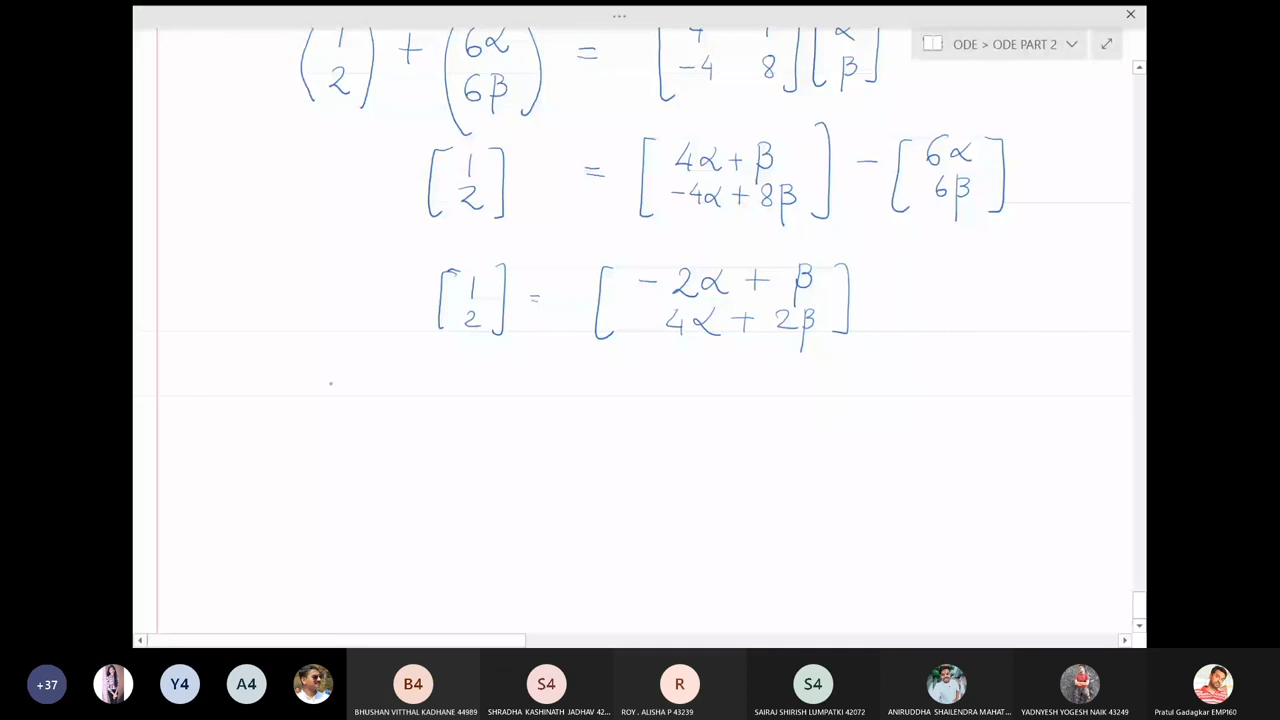 ...
ODE > ODE PART 2
(1 2) + (6α 6β) = [4 1 -4 8][α β]
[1 2] = [4α + β -4α + 8β] - [6α 6β]
[1 2] = [-2α + β 4α + 2β]
+37
Y4
A4
B4
S4
R
S4
BHUSHAN VITTHAL KADHANE 44989
SHRADHA KASHINATH JADHAV 42...
ROY . ALISHA P 43239
SAIRAJ SHIRISH LUMPATKI 42072
ANIRUDDHA SHAILENDRA MAHAT...
YADNYESH YOGESH NAIK 43249
Pratul Gadagkar EMP160